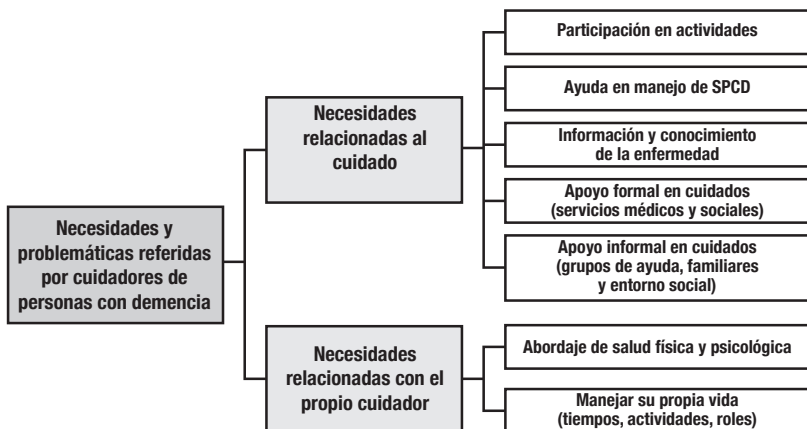 Necesidades y
problemáticas referidas
por cuidadores de
personas con demencia
Necesidades
relacionadas al
cuidado
Participación en actividades
Ayuda en manejo de SPCD
Información y conocimiento
de la enfermedad
Apoyo formal en cuidados
(servicios médicos y sociales)
Apoyo informal en cuidados
(grupos de ayuda, familiares
y entorno social)
Necesidades
relacionadas con el
propio cuidador
Abordaje de salud física y psicológica
Manejar su propia vida
(tiempos, actividades, roles)